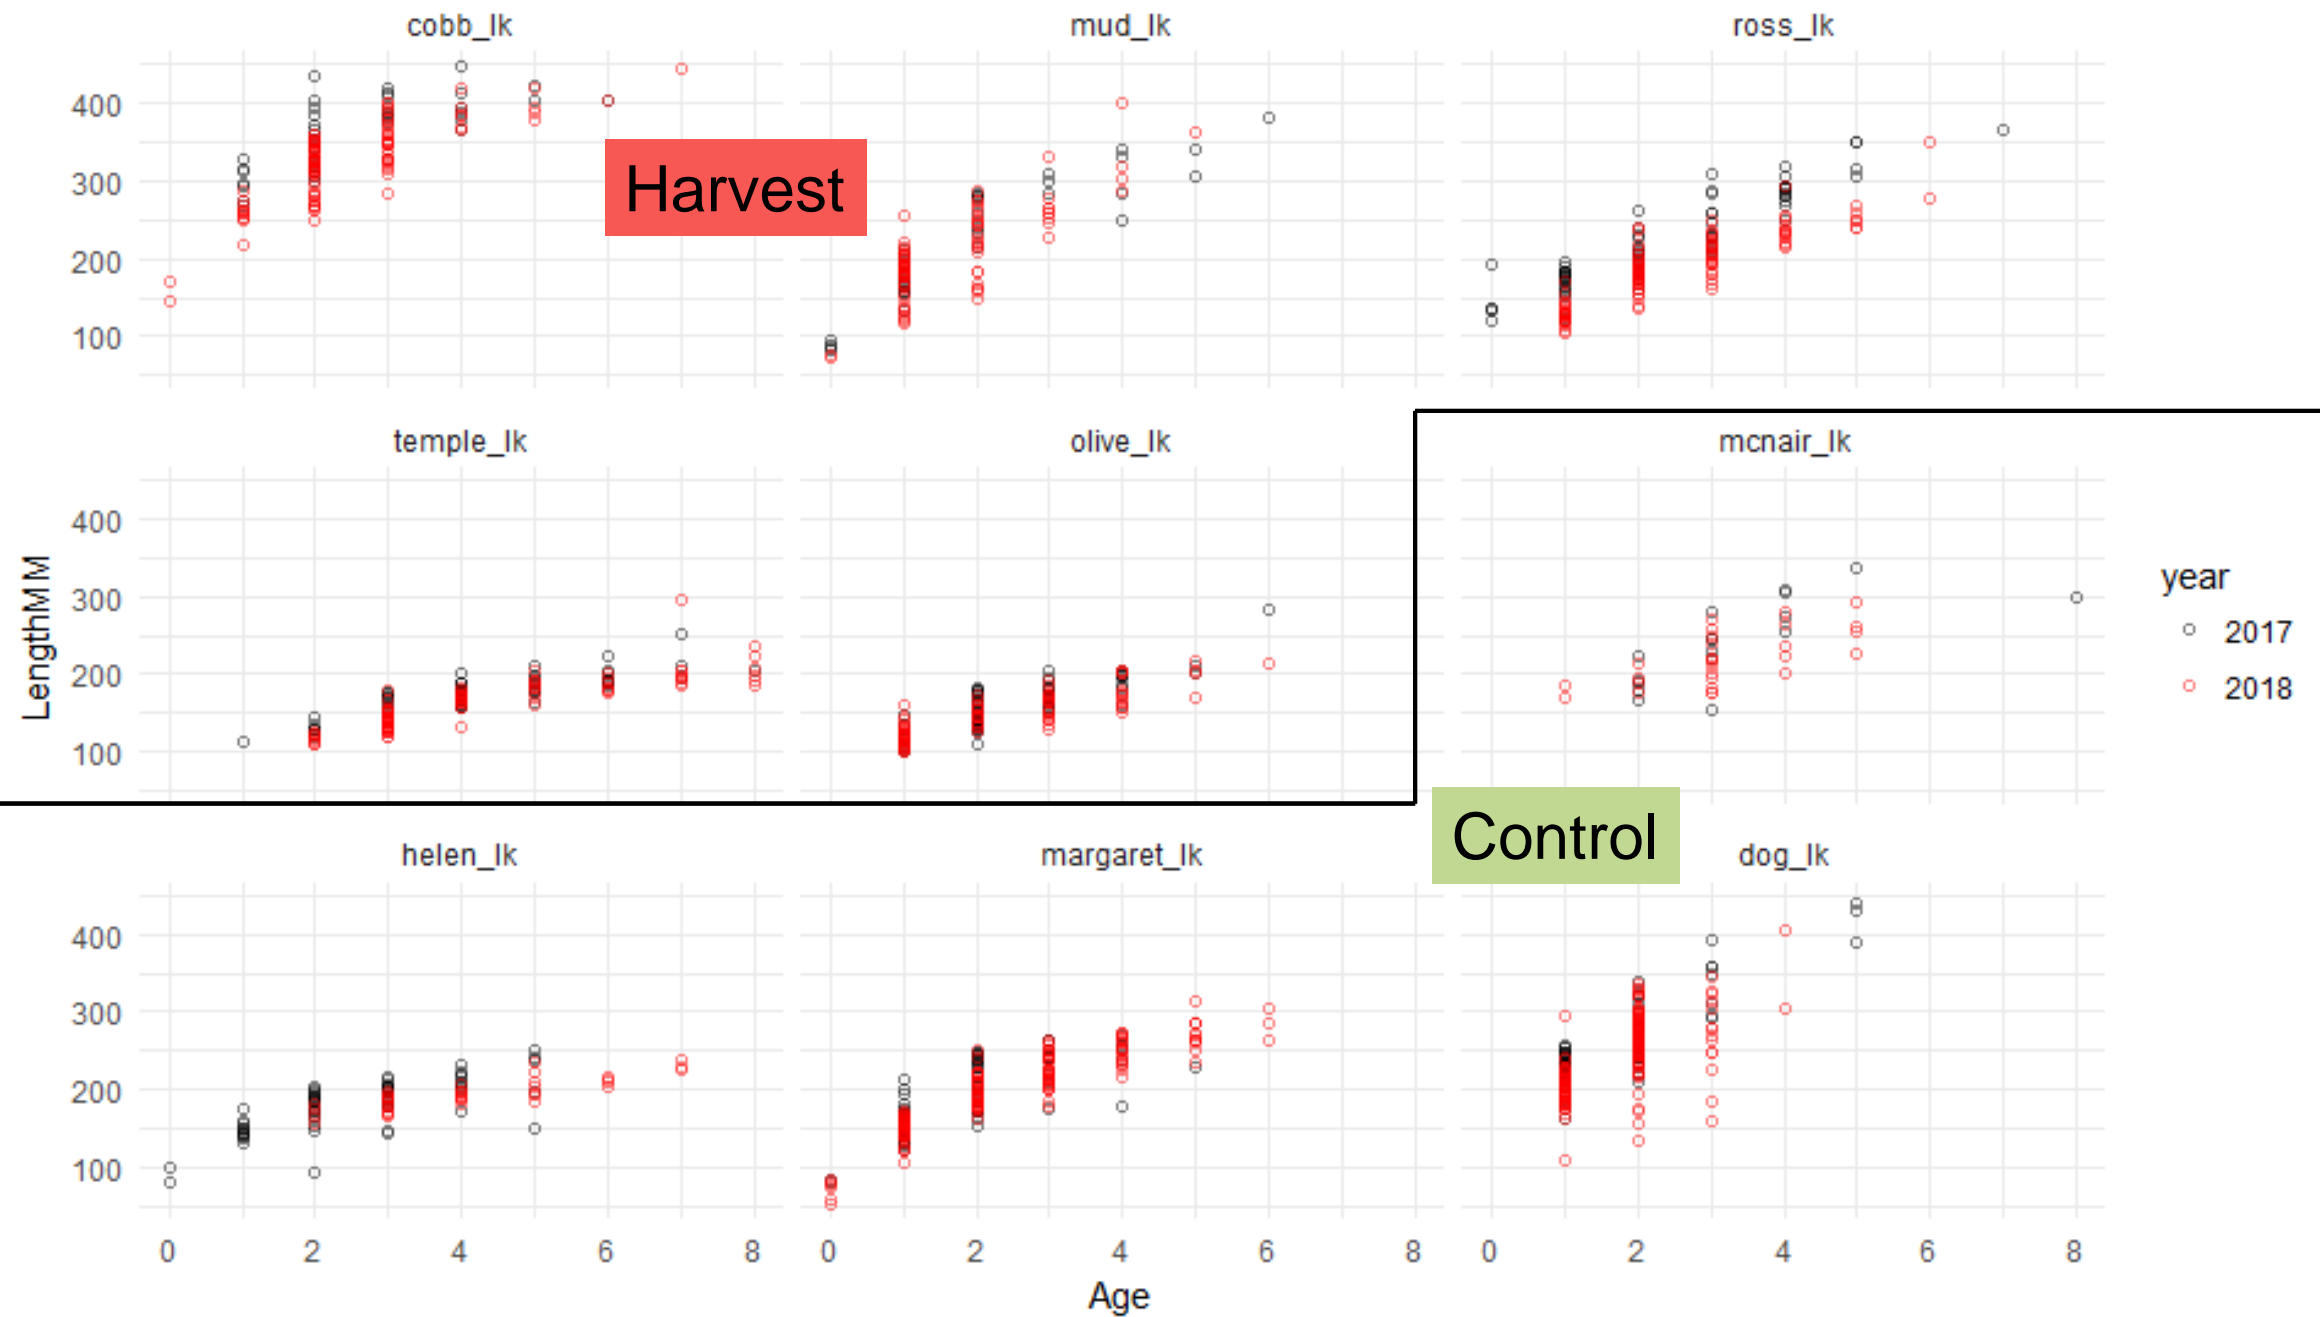 cobb_lk
mud_lk
ross_lk
400
300
200
100
Harvest
temple_lk
olive_lk
mcnair_lk
400
300
200
100
LengthMM
year
2017
2018
Control
helen_lk
margaret_lk
dog_lk
400
300
200
100
0 2 4 6 8 0 2 4 6 8 0 2 4 6 8
Age